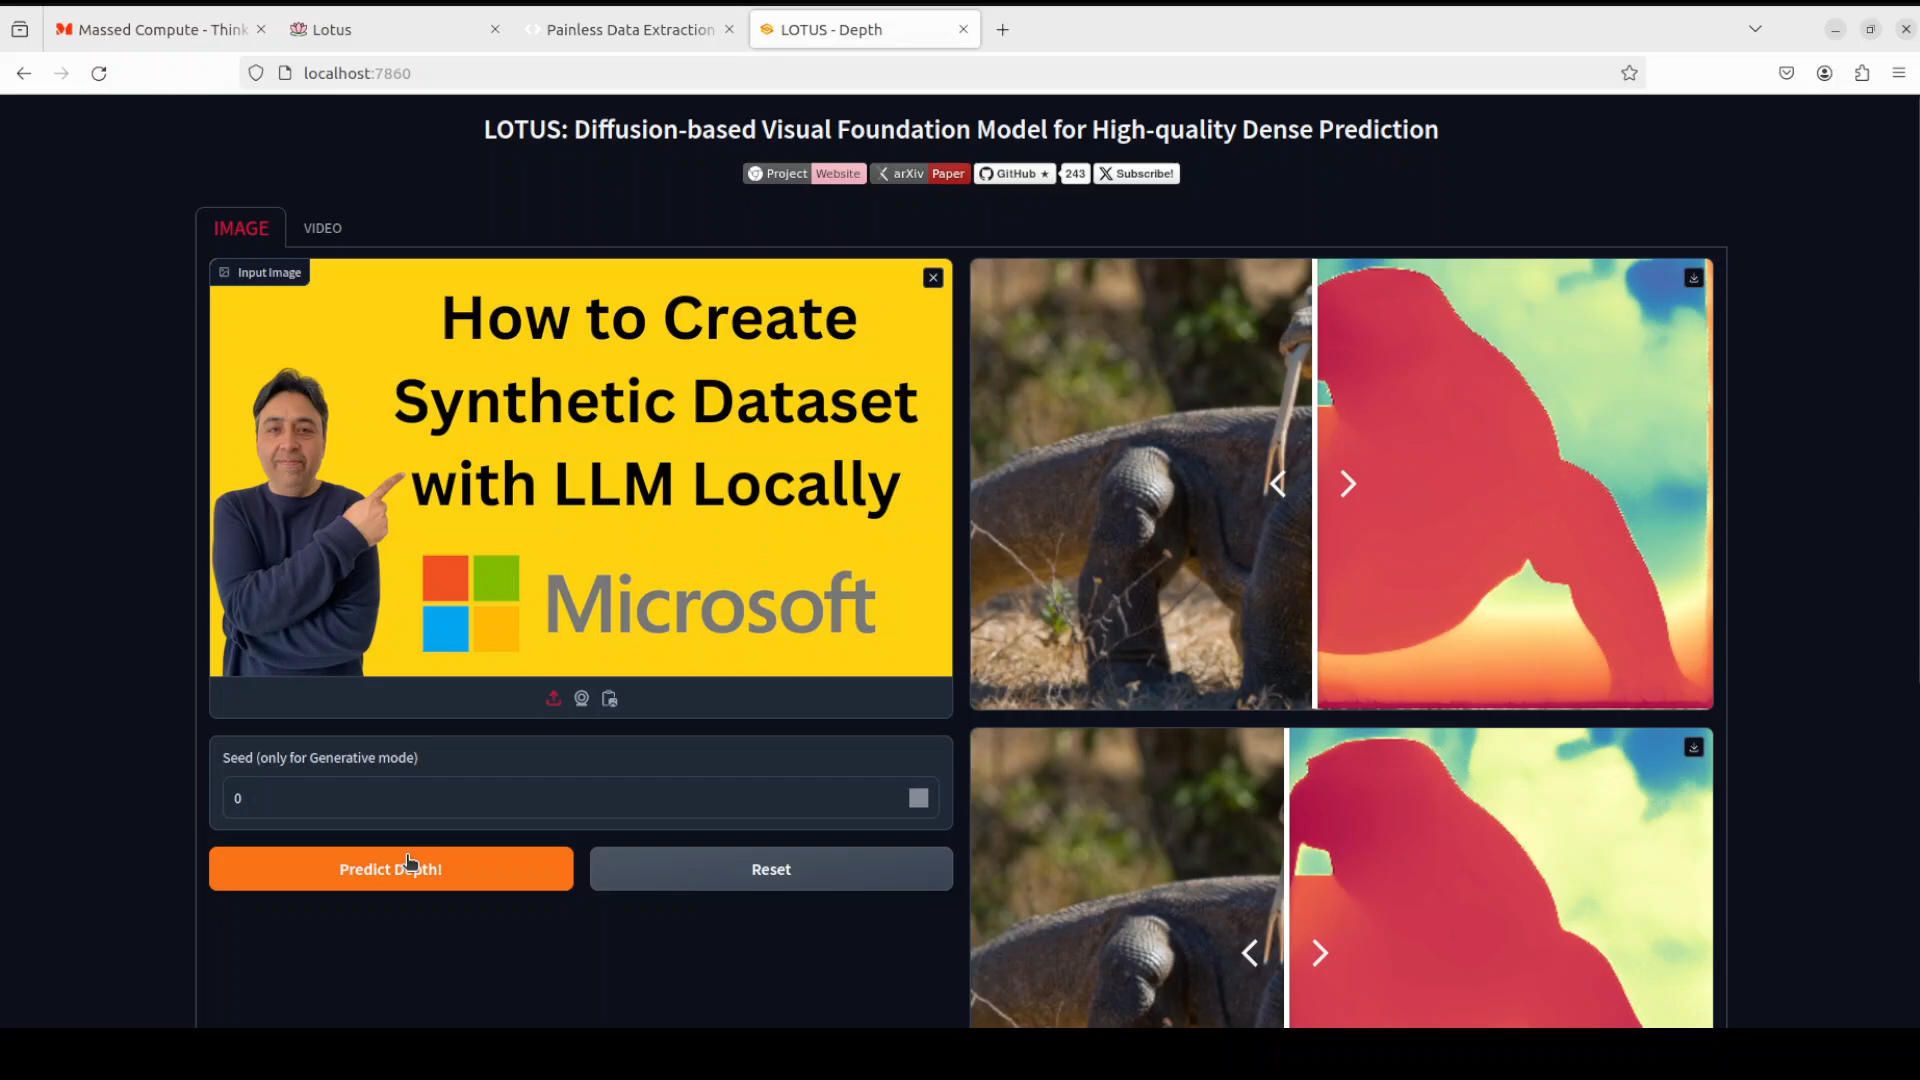 Massed Compute - Think
Lotus
Painless Data Extraction
LOTUS - Depth
localhost:7860
LOTUS: Diffusion-based Visual Foundation Model for High-quality Dense Prediction
Project Website
arXiv Paper
GitHub ★ 243
Subscribe!
IMAGE
VIDEO
Input Image
How to Create
Synthetic Dataset
with LLM Locally
Microsoft
Seed (only for Generative mode)
0
Predict Depth!
Reset